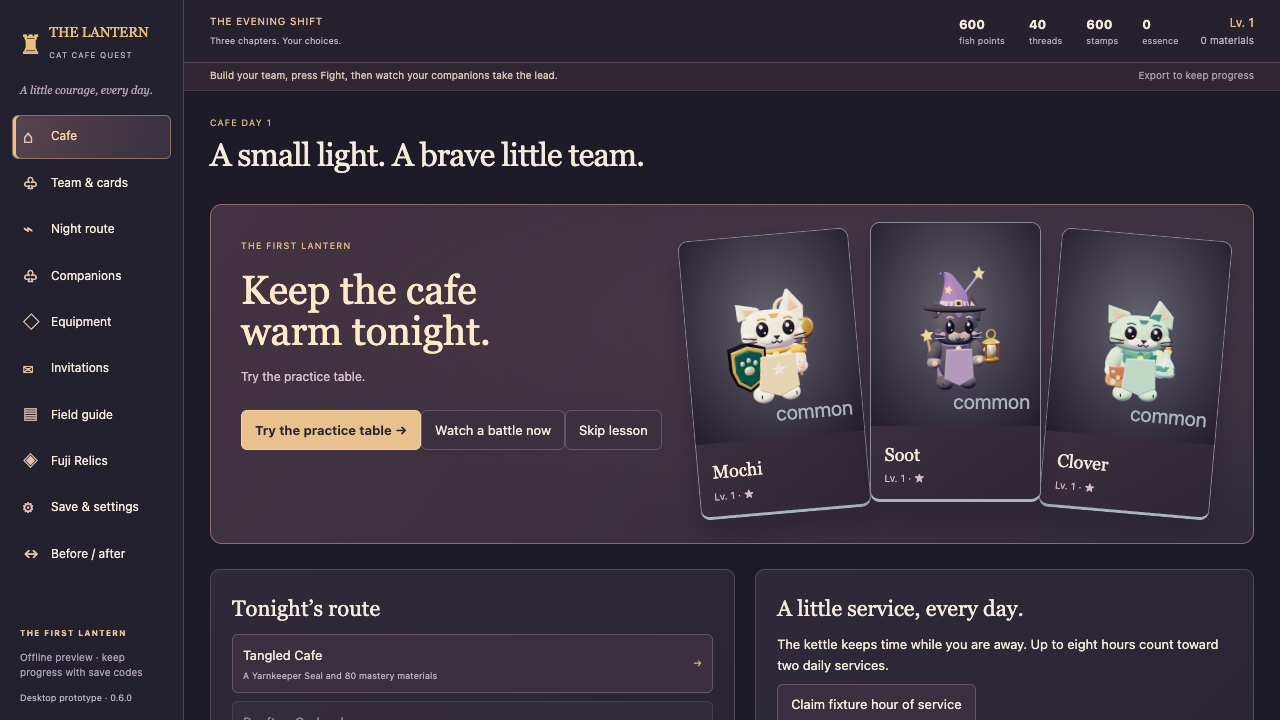 THE LANTERN
CAT CAFE QUEST
A little courage, every day.
Cafe
Team & cards
Night route
Companions
Equipment
Invitations
Field guide
Fuji Relics
Save & settings
Before / after
THE FIRST LANTERN
Offline preview · keep
progress with save codes
Desktop prototype · 0.6.0
THE EVENING SHIFT
Three chapters. Your choices.
600
fish points
40
threads
600
stamps
0
essence
Lv. 1
0 materials
Build your team, press Fight, then watch your companions take the lead.
Export to keep progress
CAFE DAY 1
A small light. A brave little team.
THE FIRST LANTERN
Keep the cafe
warm tonight.
Try the practice table.
Try the practice table →
Watch a battle now
Skip lesson
common
Mochi
Lv. 1 · ★
common
Soot
Lv. 1 · ★
common
Clover
Lv. 1 · ★
Tonight's route
Tangled Cafe
A Yarnkeeper Seal and 80 mastery materials
→
A little service, every day.
The kettle keeps time while you are away. Up to eight hours count toward
two daily services.
Claim fixture hour of service